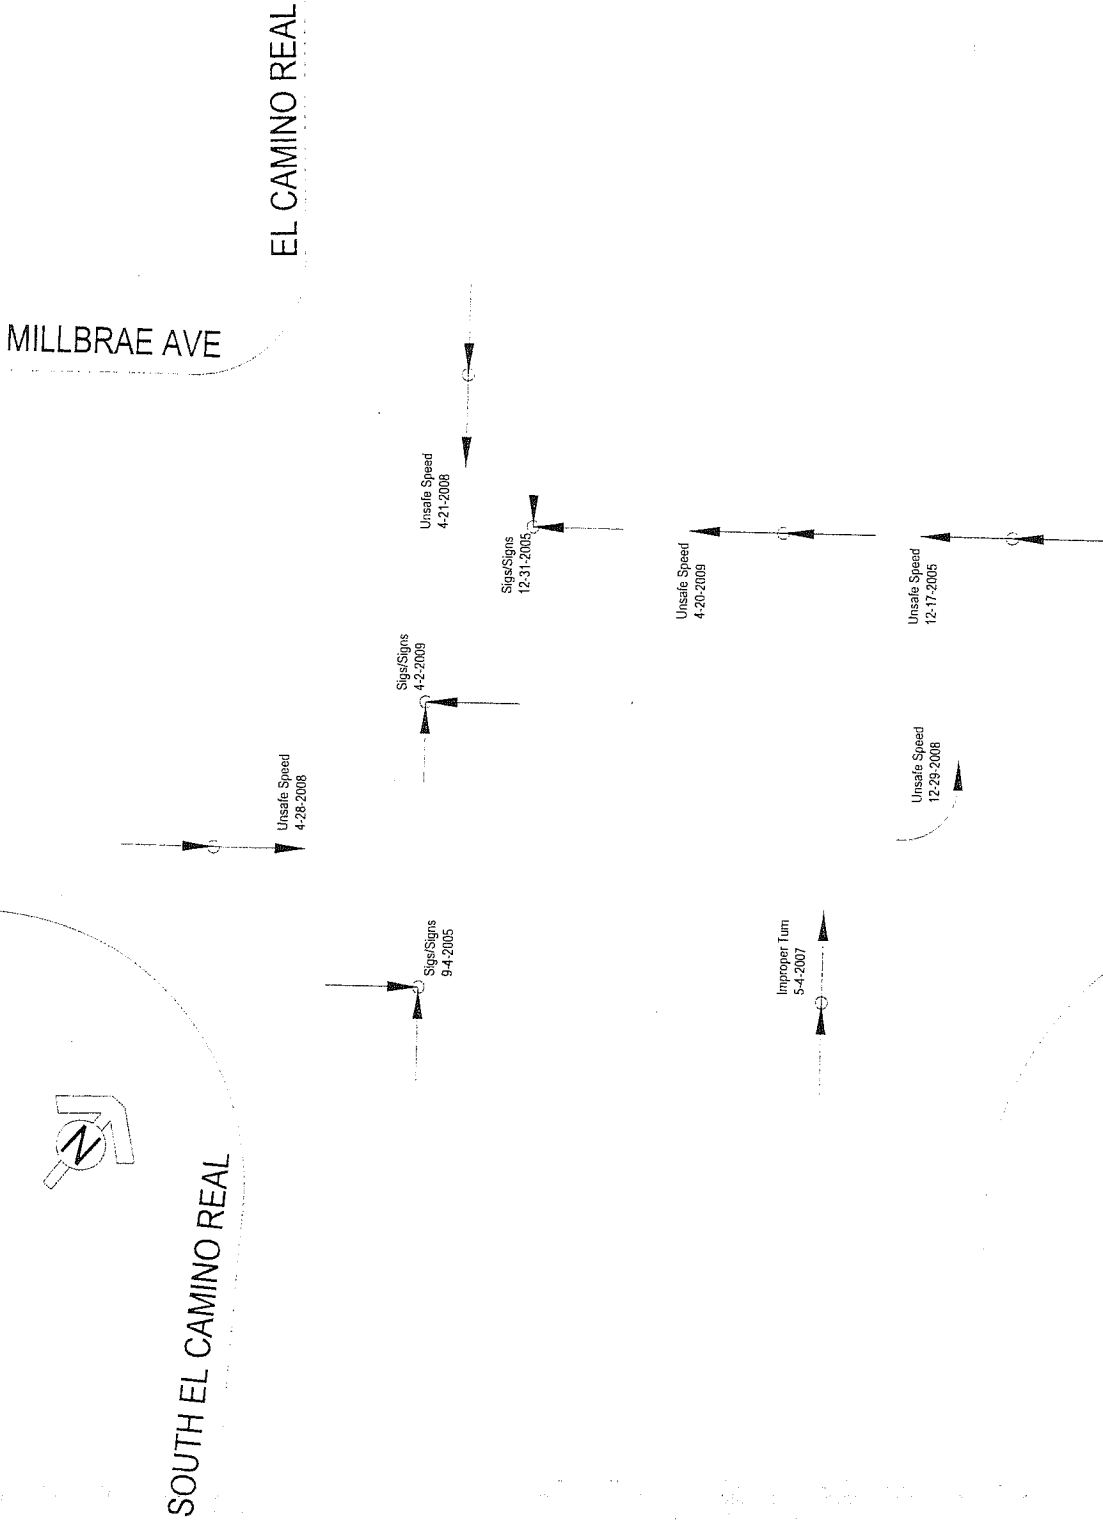 EL CAMINO REAL
MILLBRAE AVE
Unsafe Speed
4-21-2008
Sigs/Signs
12-31-2005
Unsafe Speed
4-20-2009
Unsafe Speed
12-17-2005
Sigs/Signs
4-2-2009
Unsafe Speed
4-28-2008
Unsafe Speed
12-29-2008
Sigs/Signs
9-4-2005
Improper Turn
5-4-2007
N
SOUTH EL CAMINO REAL